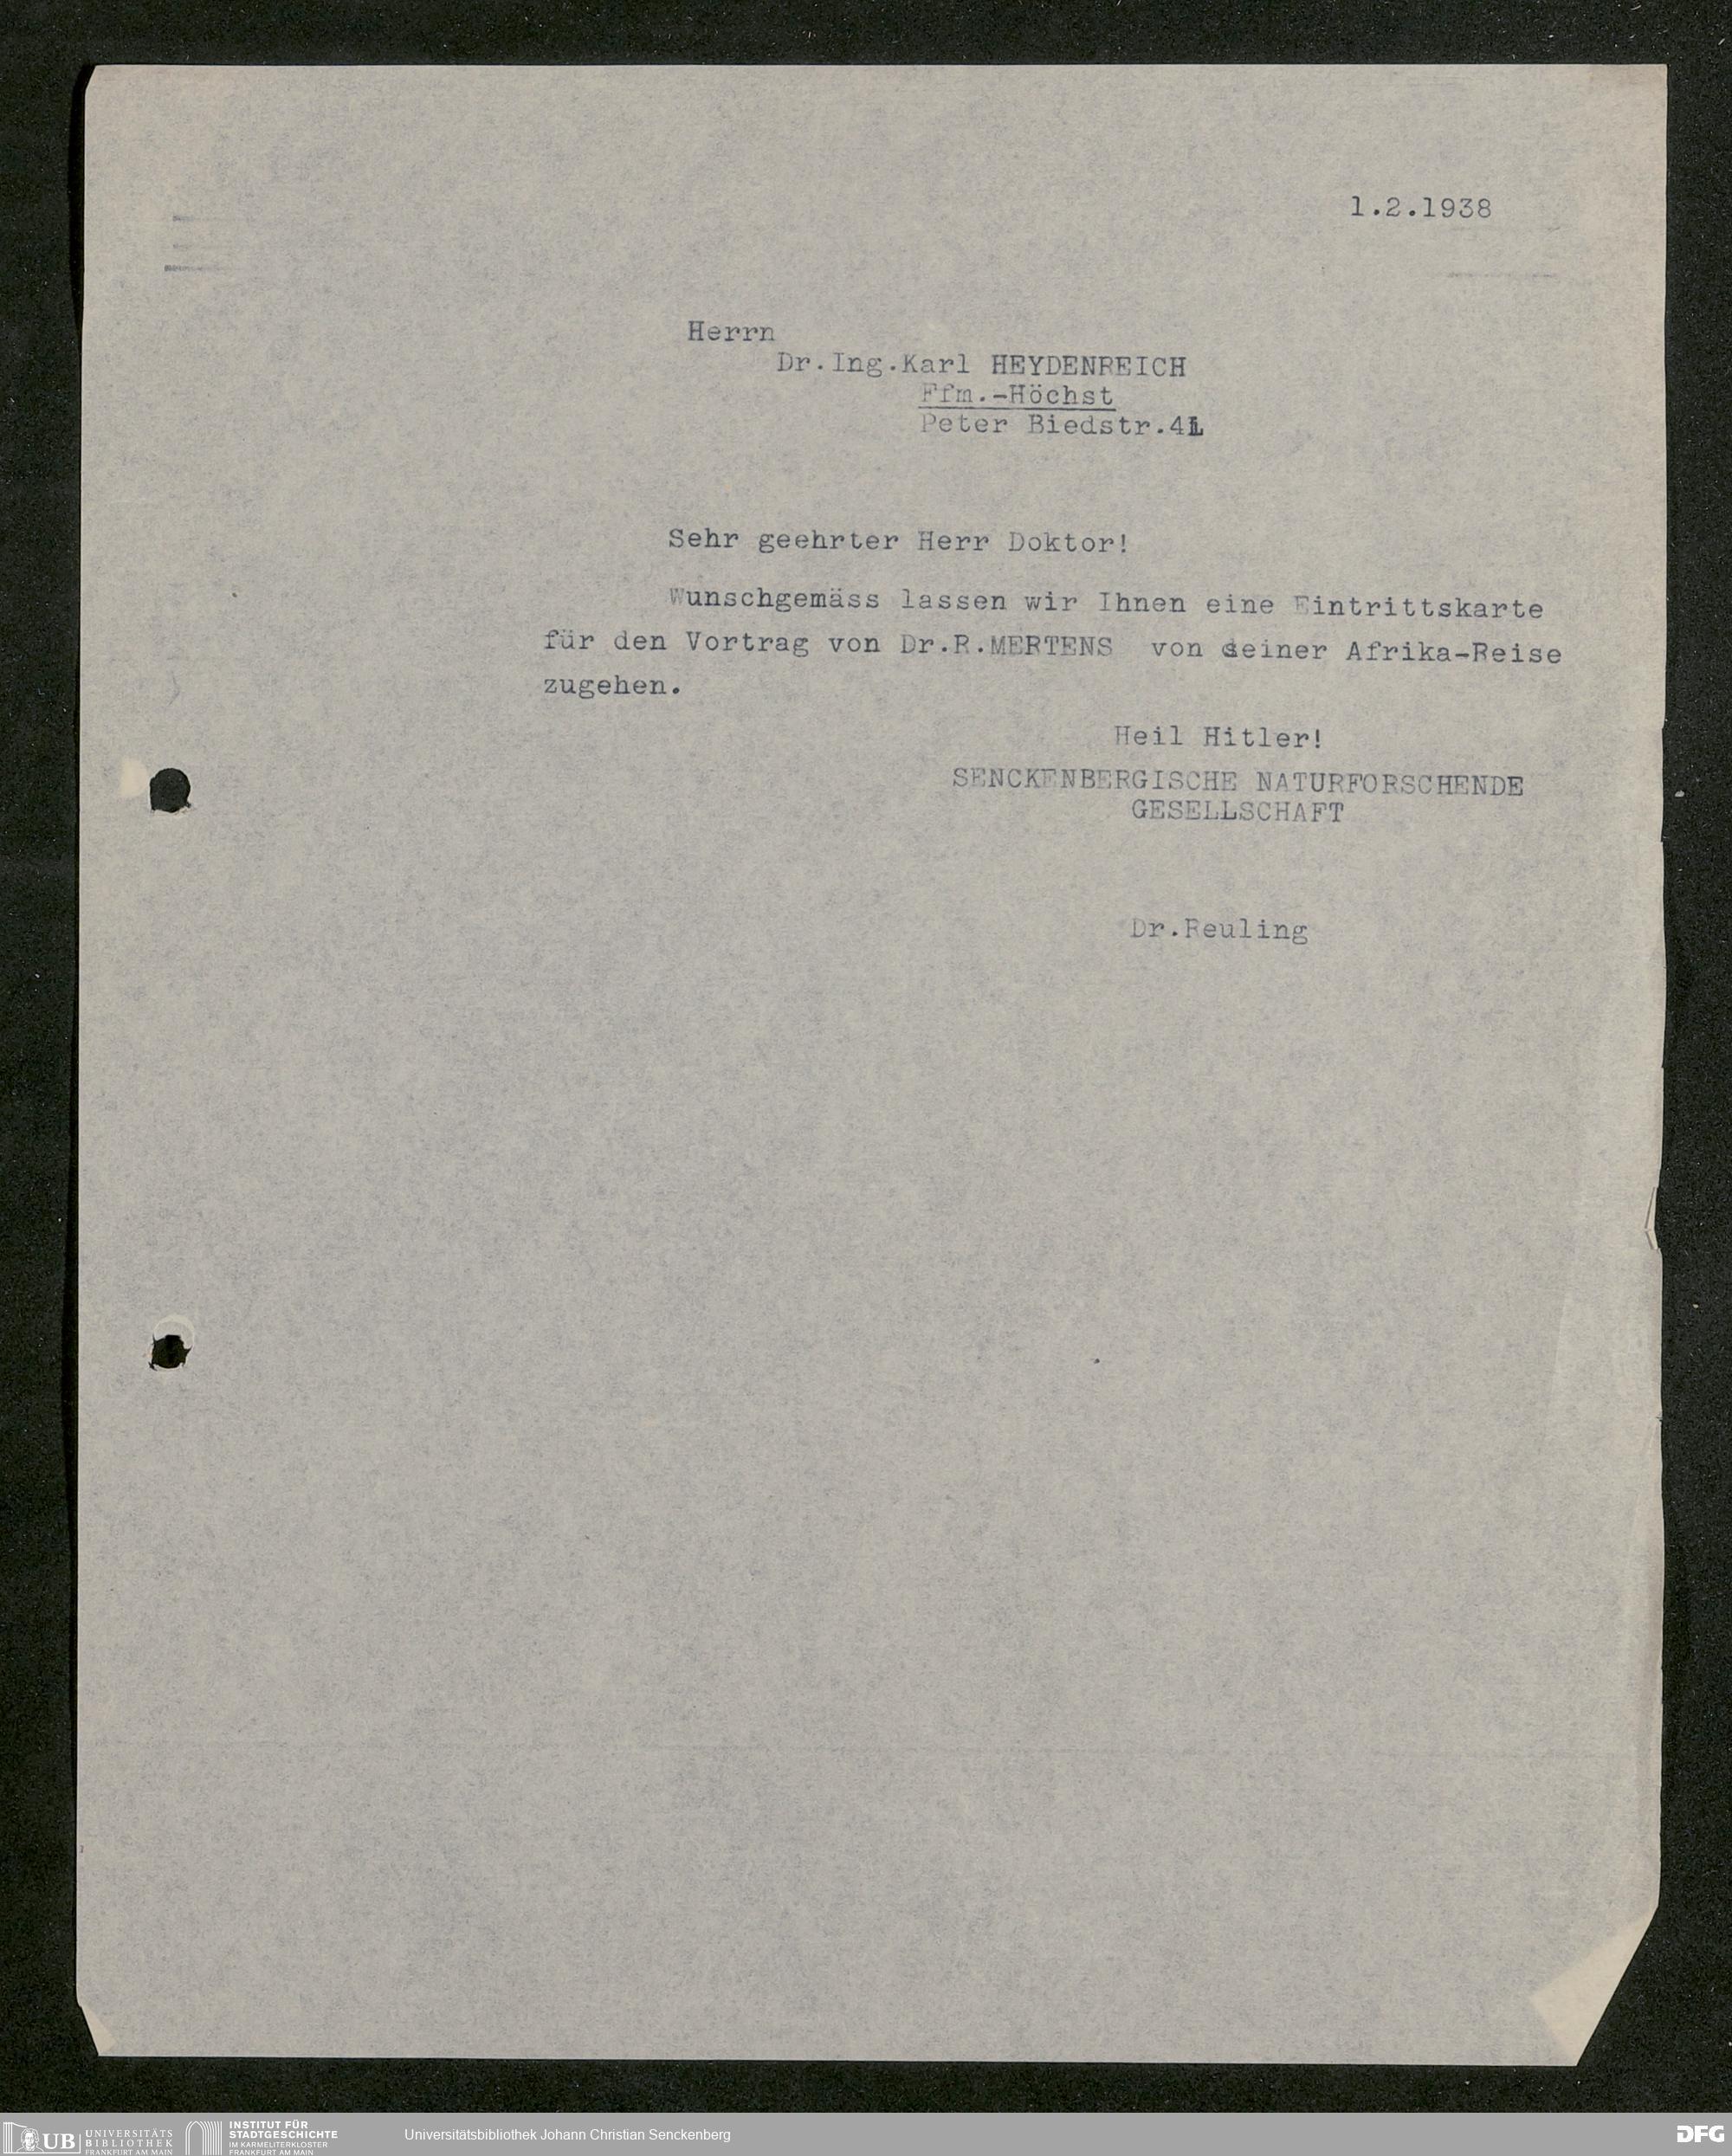 1.2.1938
Herrn
Dr.Ing.Karl HEYDENREICH
Ffm.-Höchst
Peter Biedstr.41
Sehr geehrter Herr Doktor!
Wunschgemäss lassen wir Ihnen eine Eintrittskarte
für den Vortrag von Dr.R.MERTENS von seiner Afrika-Reise
zugehen.
Heil Hitler!
SENCKENBERGISCHE NATURFORSCHENDE
GESELLSCHAFT
Dr.Reuling
UB UNIVERSITÄTS
BIBLIOTHEK
FRANKFURT AM MAIN
INSTITUT FÜR
STADTGESCHICHTE
IM KARMELITERKLOSTER
FRANKFURT AM MAIN
Universitätsbibliothek Johann Christian Senckenberg
DFG